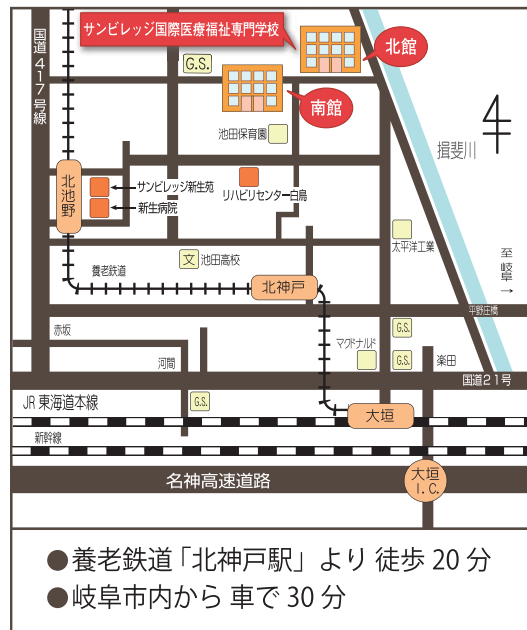 サンビレッジ国際医療福祉専門学校
北館
国道417号線
G.S.
南館
池田保育園
揖斐川
北池野
サンビレッジ新生苑
新生病院
リハビリセンター白鳥
太平洋工業
至岐阜→
文 池田高校
養老鉄道
北神戸
平野庄橋
赤坂
G.S.
マクドナルド
河間
G.S.
楽田
国道21号
G.S.
JR東海道本線
大垣
新幹線
名神高速道路
大垣
I.C.
●養老鉄道「北神戸駅」より 徒歩 20 分
●岐阜市内から 車で 30 分